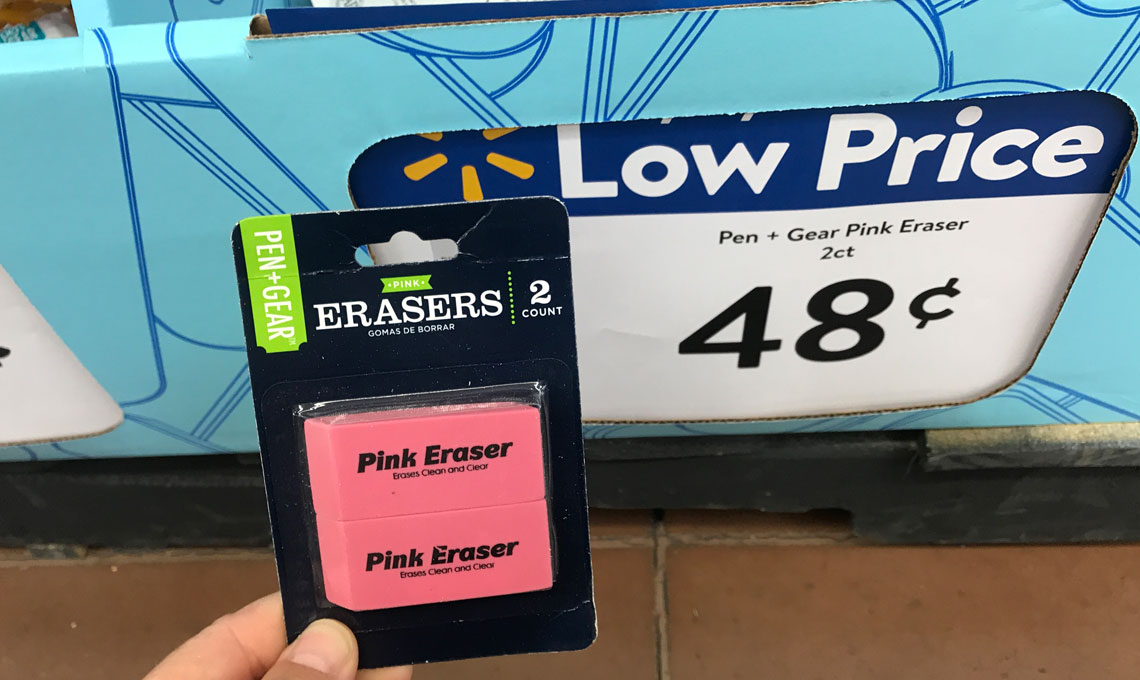 Low Price
Pen + Gear Pink Eraser
2ct
48¢
PEN+GEAR™
PINK
ERASERS
GOMAS DE BORRAR
2
COUNT
Pink Eraser
Erases Clean and Clear
Pink Eraser
Erases Clean and Clear